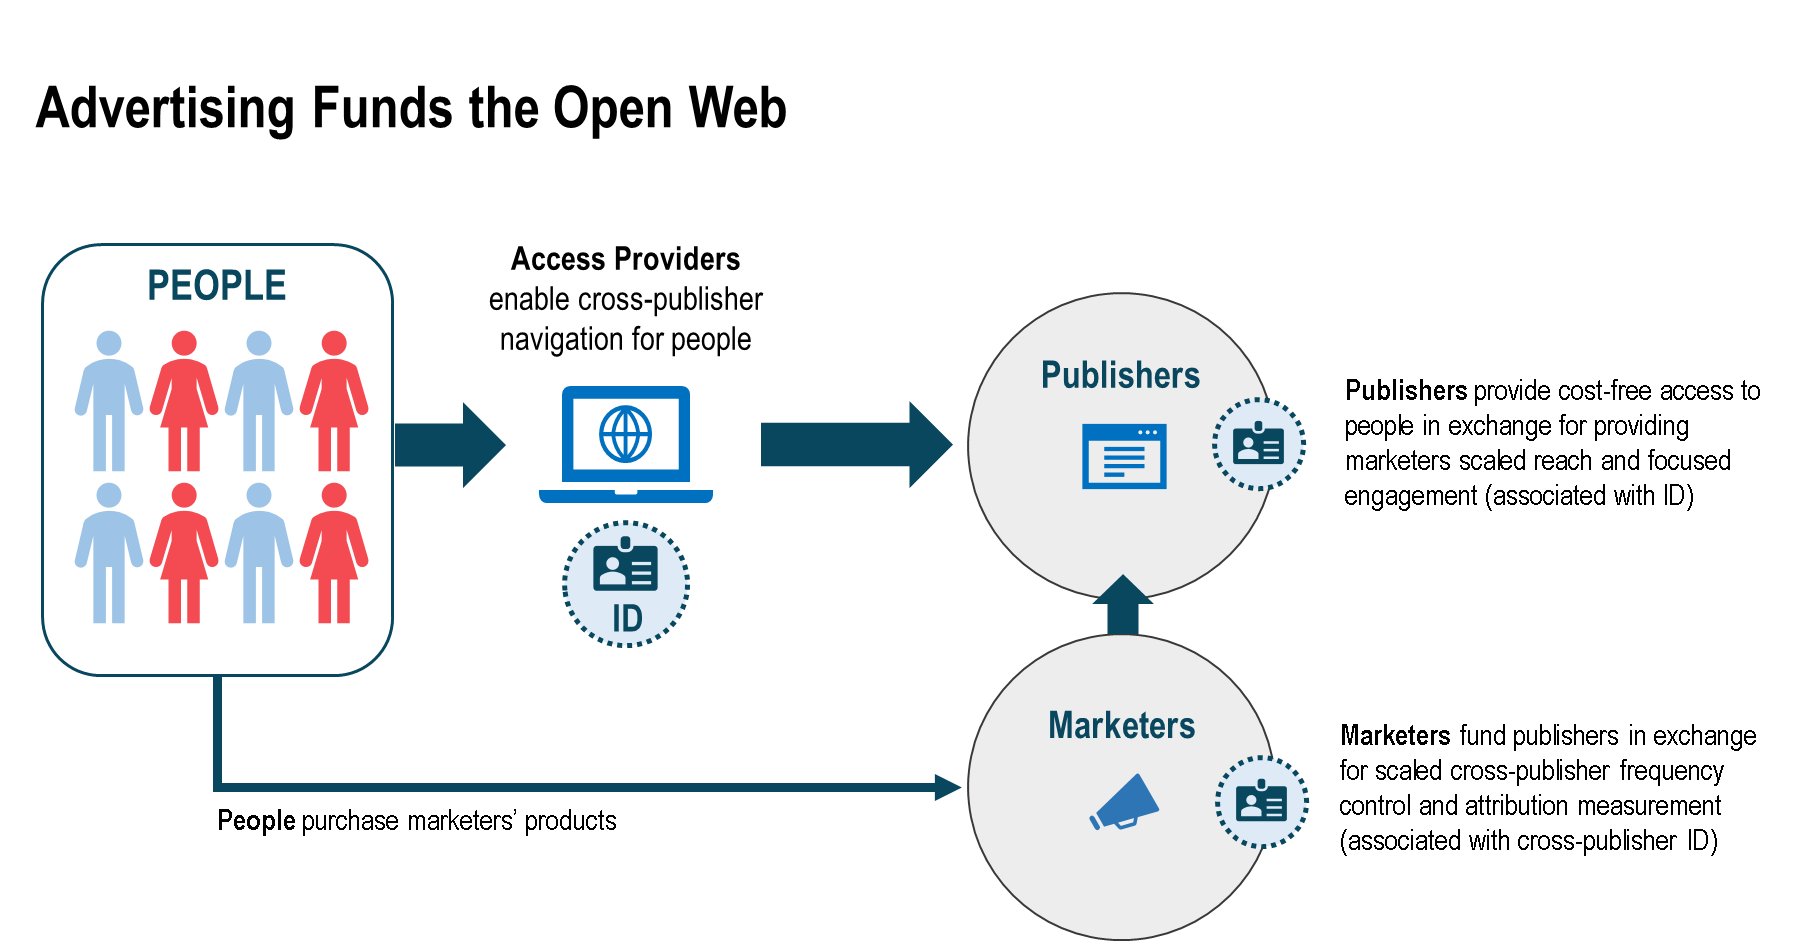 Advertising Funds the Open Web
PEOPLE
Access Providers
enable cross-publisher
navigation for people
ID
Publishers
Publishers provide cost-free access to
people in exchange for providing
marketers scaled reach and focused
engagement (associated with ID)
Marketers
Marketers fund publishers in exchange
for scaled cross-publisher frequency
control and attribution measurement
(associated with cross-publisher ID)
People purchase marketers’ products